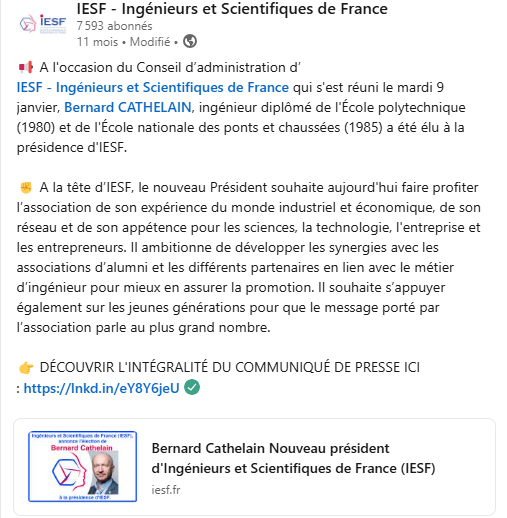 IESF - Ingénieurs et Scientifiques de France
7 593 abonnés
11 mois • Modifié •
IESF
A l'occasion du Conseil d’administration d’
IESF - Ingénieurs et Scientifiques de France qui s'est réuni le mardi 9
janvier, Bernard CATHELAIN, ingénieur diplômé de l'École polytechnique
(1980) et de l'École nationale des ponts et chaussées (1985) a été élu à la
présidence d'IESF.
A la tête d’IESF, le nouveau Président souhaite aujourd'hui faire profiter
l’association de son expérience du monde industriel et économique, de son
réseau et de son appétence pour les sciences, la technologie, l'entreprise et
les entrepreneurs. Il ambitionne de développer les synergies avec les
associations d’alumni et les différents partenaires en lien avec le métier
d’ingénieur pour mieux en assurer la promotion. Il souhaite s’appuyer
également sur les jeunes générations pour que le message porté par
l’association parle au plus grand nombre.
DÉCOUVRIR L'INTÉGRALITÉ DU COMMUNIQUÉ DE PRESSE ICI
: https://lnkd.in/eY8Y6jeU
Ingénieurs et Scientifiques de France (IESF),
annonce l'élection de
Bernard Cathelain
à la présidence d'IESF
Bernard Cathelain Nouveau président
d'Ingénieurs et Scientifiques de France (IESF)
iesf.fr